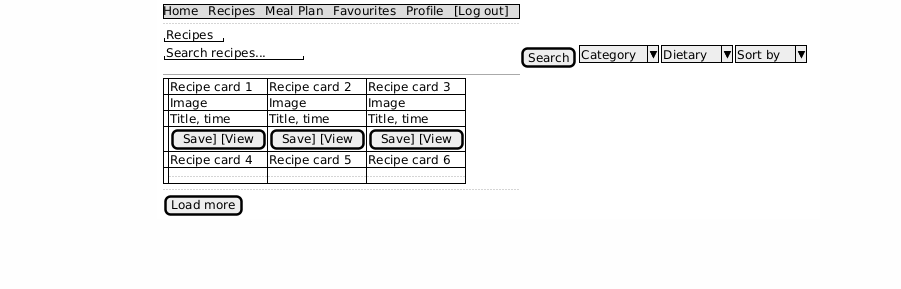 Home Recipes Meal Plan Favourites Profile [Log out]
Recipes
Search recipes... Search Category ▼ Dietary ▼ Sort by ▼
Recipe card 1 Recipe card 2 Recipe card 3
Image Image Image
Title, time Title, time Title, time
Save] [View Save] [View Save] [View
Recipe card 4 Recipe card 5 Recipe card 6
Load more